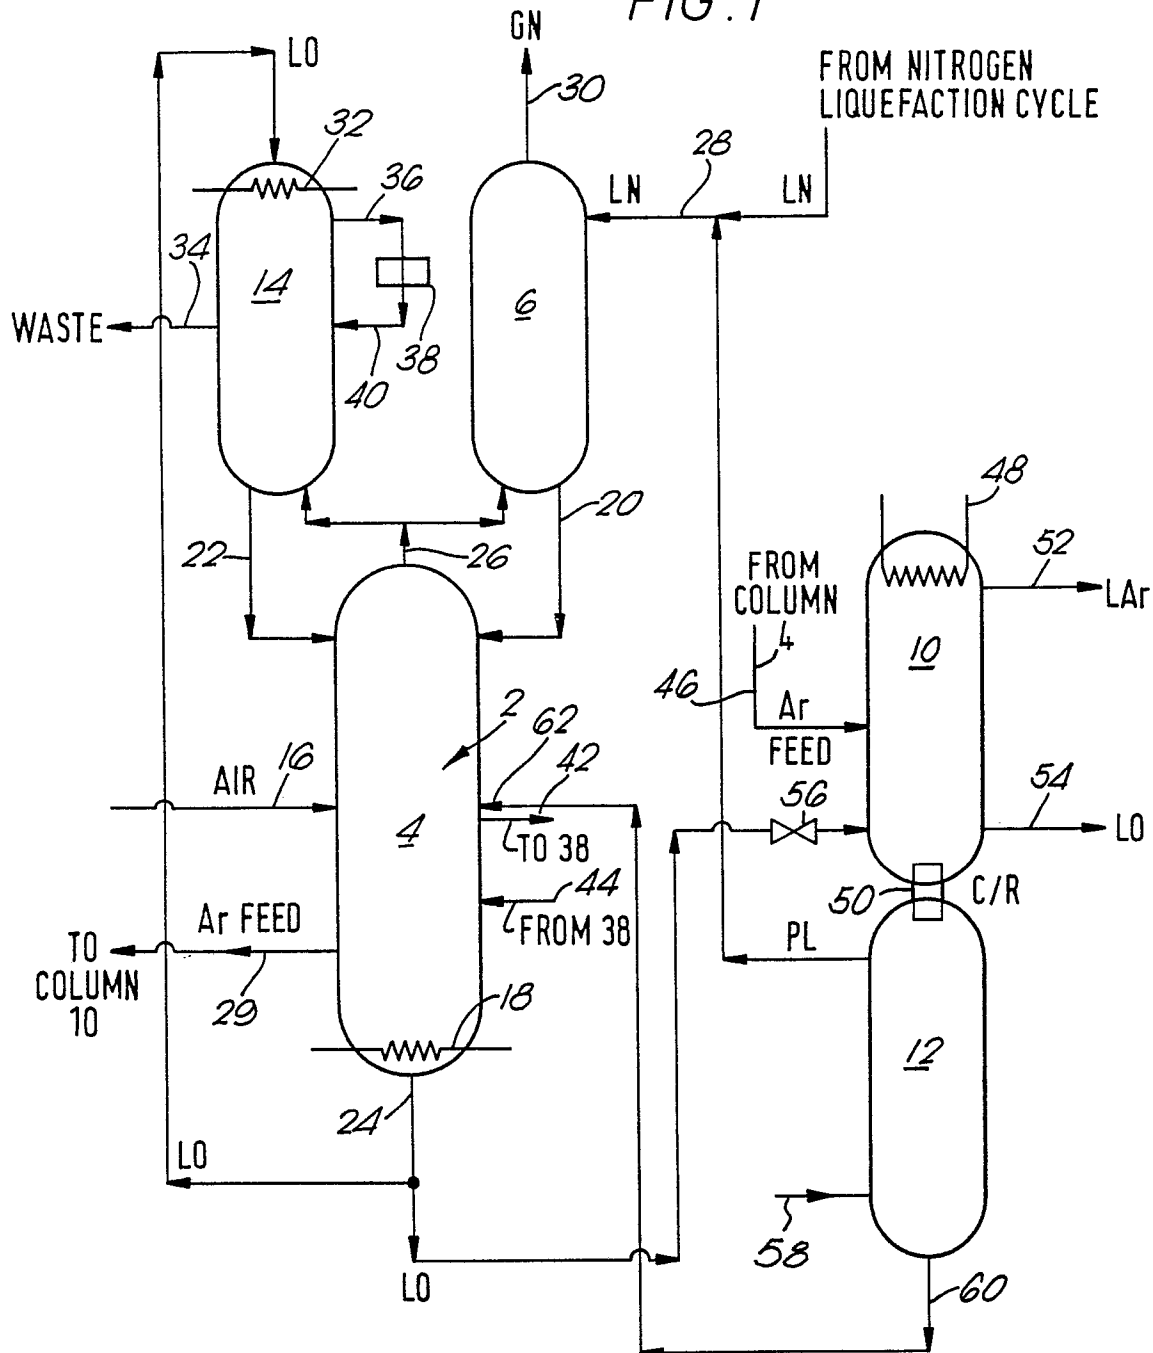 FIG. 1
GN
LO
FROM NITROGEN
LIQUEFACTION CYCLE
30
32
28
36
LN
LN
34
14
6
WASTE
38
40
48
20
22
26
FROM
COLUMN
4
52
LAr
10
46
Ar
FEED
2
62
42
AIR
16
56
54
4
TO 38
LO
44
50
C/R
Ar FEED
FROM 38
PL
TO
COLUMN
10
29
18
12
24
LO
58
LO
60